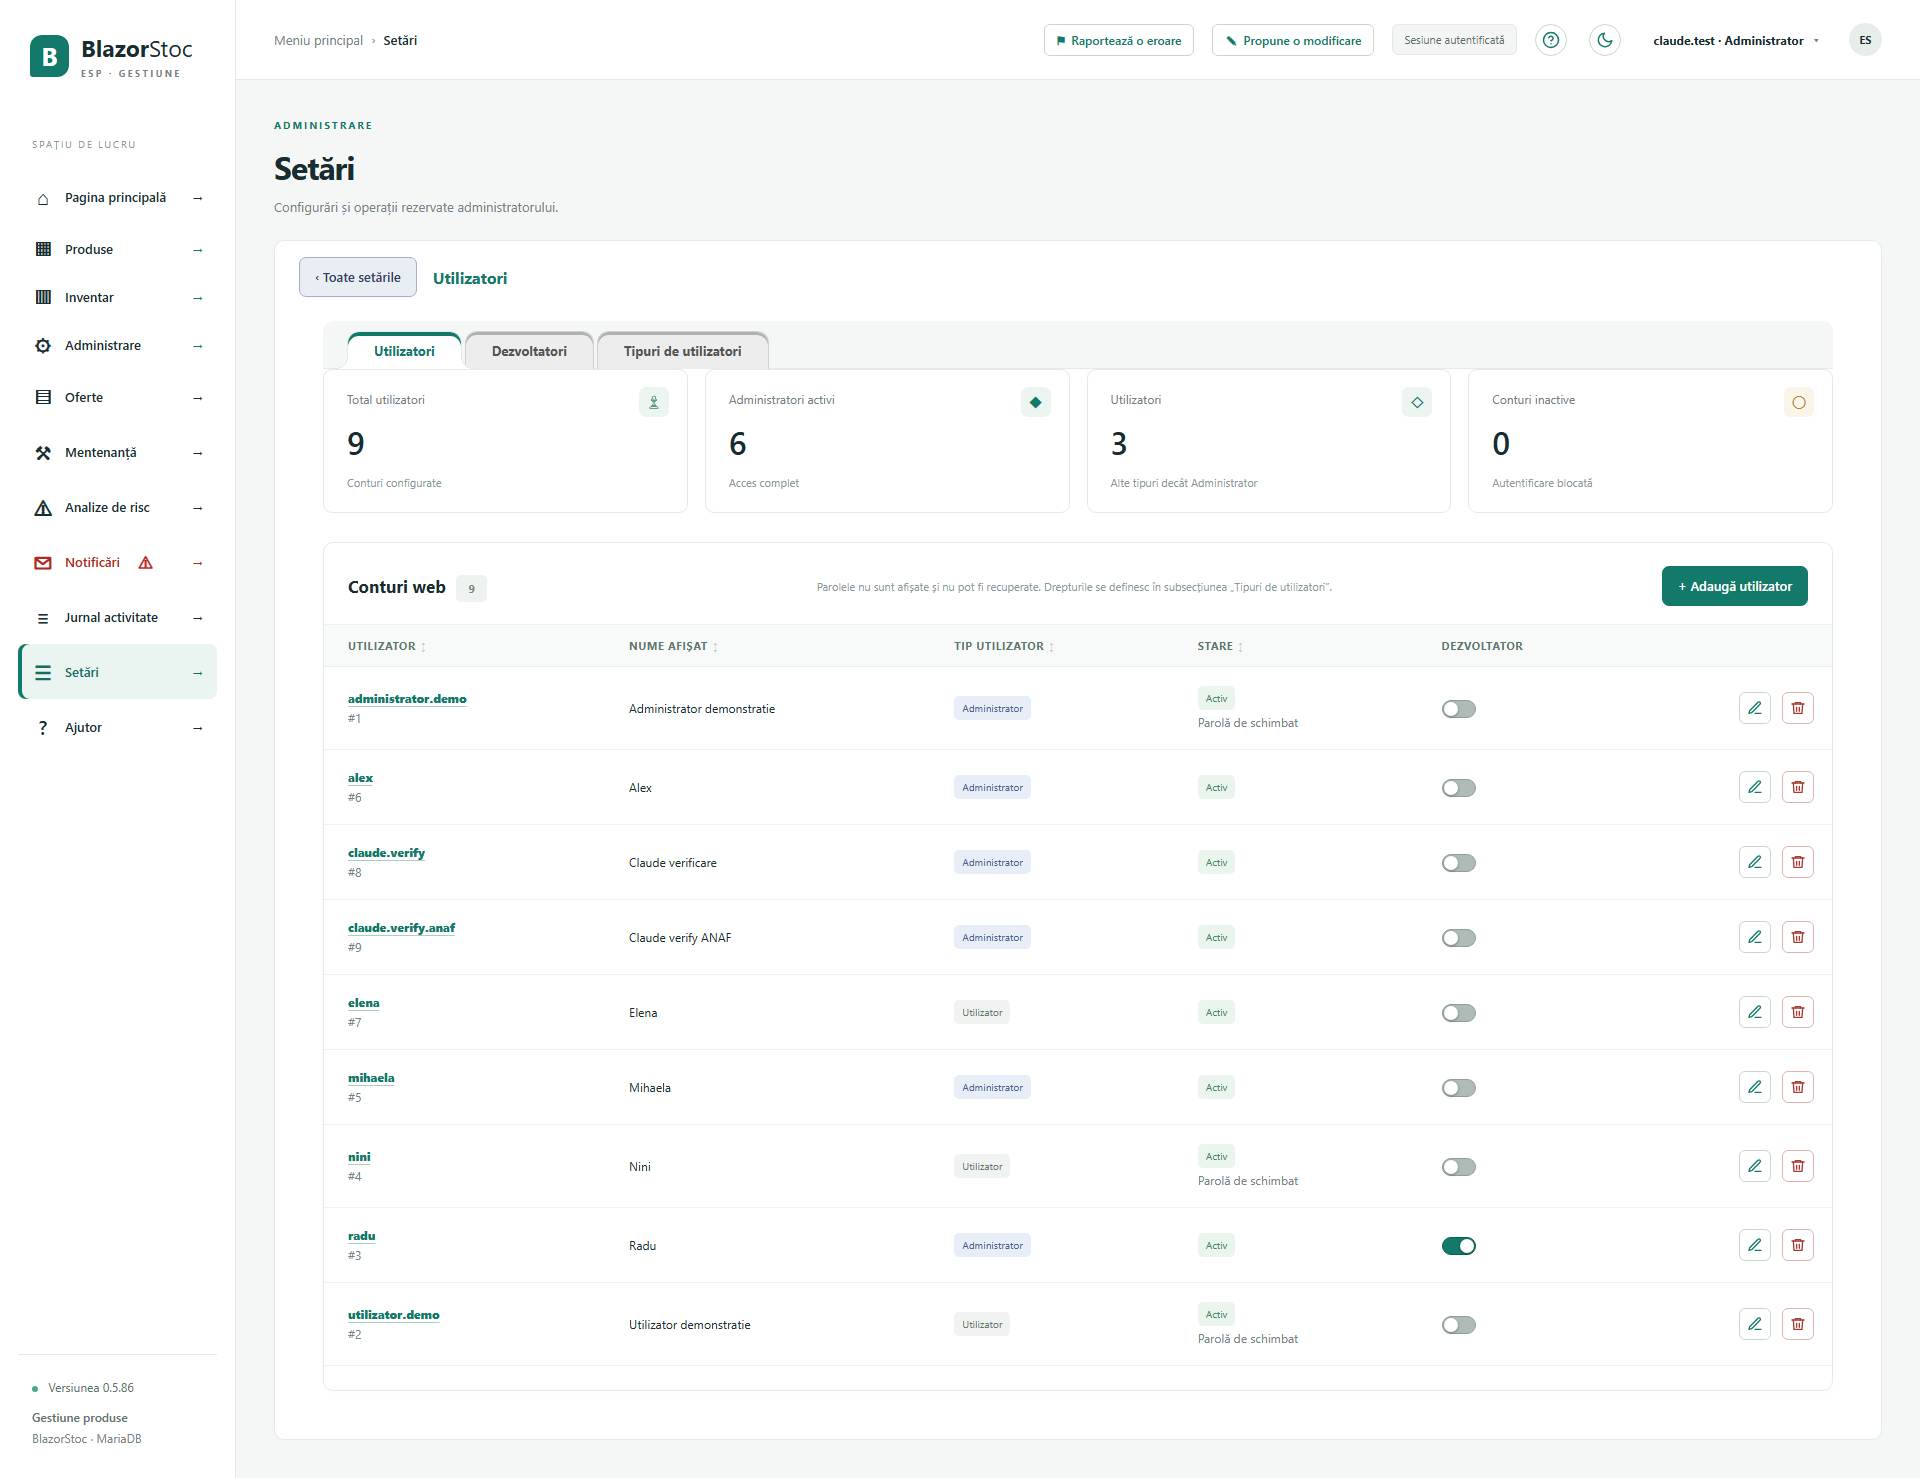 BlazorStoc
ESP · GESTIUNE
SPAȚIU DE LUCRU
Pagina principală →
Produse →
Inventar →
Administrare →
Oferte →
Mentenanță →
Analize de risc →
Notificări →
Jurnal activitate →
Setări →
Ajutor →
Versiunea 0.5.86
Gestiune produse
BlazorStoc · MariaDB
Meniu principal › Setări
Raportează o eroare
Propune o modificare
Sesiune autentificată
claude.test · Administrator
ES
ADMINISTRARE
Setări
Configurări și operații rezervate administratorului.
‹ Toate setările
Utilizatori
Utilizatori
Dezvoltatori
Tipuri de utilizatori
Total utilizatori
9
Conturi configurate
Administratori activi
6
Acces complet
Utilizatori
3
Alte tipuri decât Administrator
Conturi inactive
0
Autentificare blocată
Conturi web 9
Parolele nu sunt afișate și nu pot fi recuperate. Drepturile se definesc în subsecțiunea „Tipuri de utilizatori”.
+ Adaugă utilizator
UTILIZATOR ↕ NUME AFIȘAT ↕ TIP UTILIZATOR ↕ STARE ↕ DEZVOLTATOR
administrator.demo
#1
Administrator demonstratie
Administrator
Activ
Parolă de schimbat
alex
#6
Alex
Administrator
Activ
claude.verify
#8
Claude verificare
Administrator
Activ
claude.verify.anaf
#9
Claude verify ANAF
Administrator
Activ
elena
#7
Elena
Utilizator
Activ
mihaela
#5
Mihaela
Administrator
Activ
nini
#4
Nini
Utilizator
Activ
Parolă de schimbat
radu
#3
Radu
Administrator
Activ
utilizator.demo
#2
Utilizator demonstratie
Utilizator
Activ
Parolă de schimbat